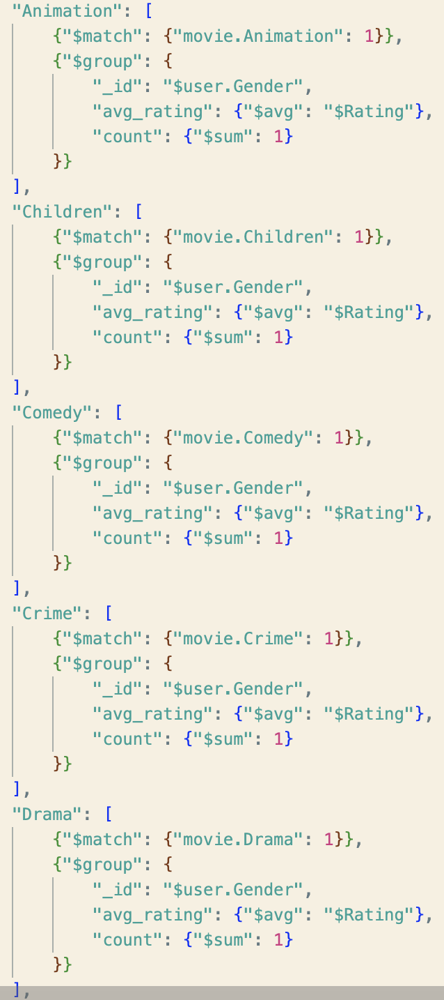 "Animation": [
    {"$match": {"movie.Animation": 1}},
    {"$group": {
        "_id": "$user.Gender",
        "avg_rating": {"$avg": "$Rating"},
        "count": {"$sum": 1}
    }}
],
"Children": [
    {"$match": {"movie.Children": 1}},
    {"$group": {
        "_id": "$user.Gender",
        "avg_rating": {"$avg": "$Rating"},
        "count": {"$sum": 1}
    }}
],
"Comedy": [
    {"$match": {"movie.Comedy": 1}},
    {"$group": {
        "_id": "$user.Gender",
        "avg_rating": {"$avg": "$Rating"},
        "count": {"$sum": 1}
    }}
],
"Crime": [
    {"$match": {"movie.Crime": 1}},
    {"$group": {
        "_id": "$user.Gender",
        "avg_rating": {"$avg": "$Rating"},
        "count": {"$sum": 1}
    }}
],
"Drama": [
    {"$match": {"movie.Drama": 1}},
    {"$group": {
        "_id": "$user.Gender",
        "avg_rating": {"$avg": "$Rating"},
        "count": {"$sum": 1}
    }}
],